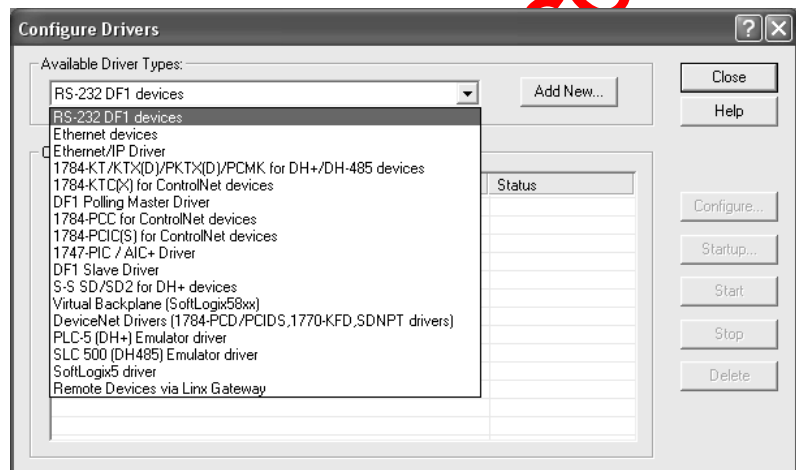 Configure Drivers
Available Driver Types:
RS-232 DF1 devices
Add New...
Close
Help
RS-232 DF1 devices
Ethernet devices
Ethernet/IP Driver
1784-KT/KTX(D)/PKTX(D)/PCMK for DH+/DH-485 devices
1784-KTC(X) for ControlNet devices
DF1 Polling Master Driver
1784-PCC for ControlNet devices
1784-PCIC(S) for ControlNet devices
1747-PIC / AIC+ Driver
DF1 Slave Driver
S-S SD/SD2 for DH+ devices
Virtual Backplane (SoftLogix58xx)
DeviceNet Drivers (1784-PCD/PCIDS,1770-KFD,SDNPT drivers)
PLC-5 (DH+) Emulator driver
SLC 500 (DH485) Emulator driver
SoftLogix5 driver
Remote Devices via Linx Gateway
Status
Configure...
Startup...
Start
Stop
Delete